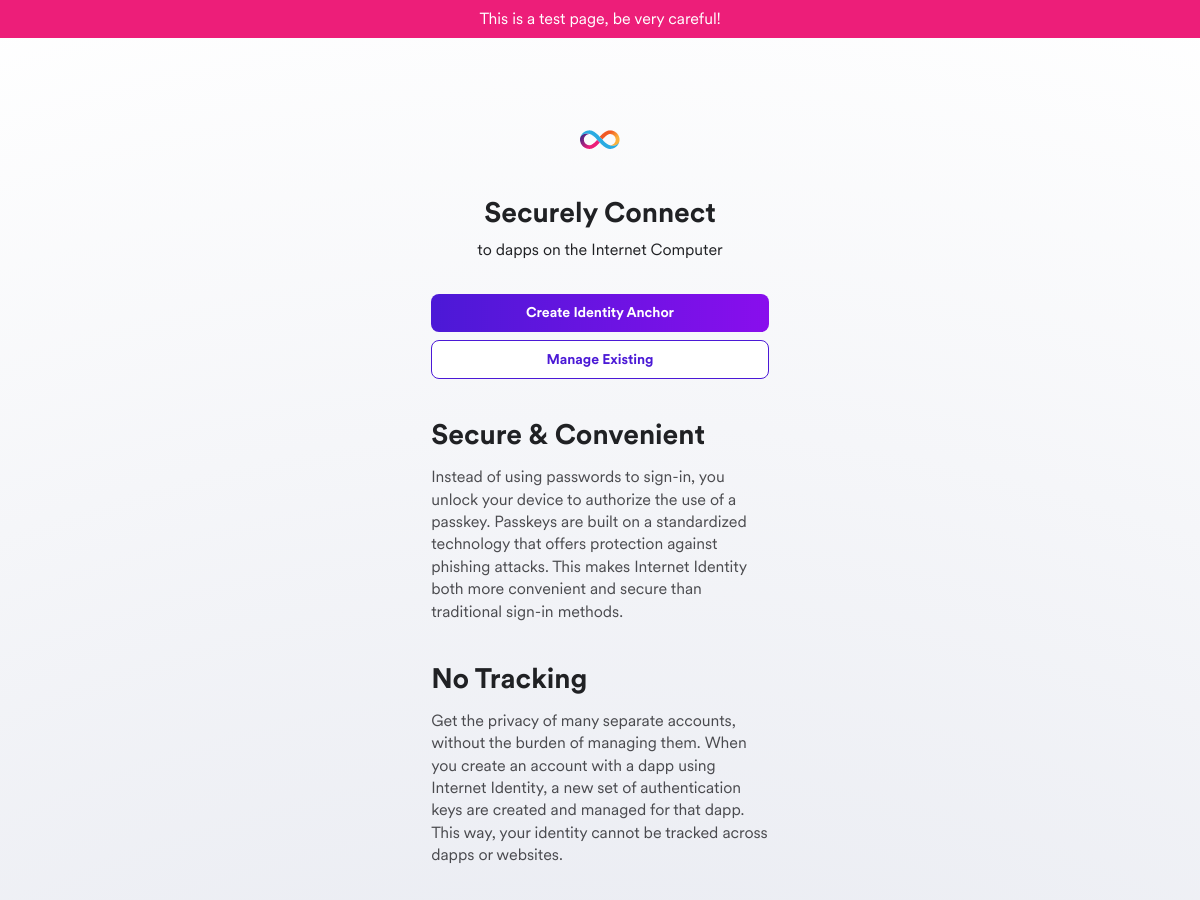 This is a test page, be very careful!
Securely Connect
to dapps on the Internet Computer
Create Identity Anchor
Manage Existing
Secure & Convenient
Instead of using passwords to sign-in, you
unlock your device to authorize the use of a
passkey. Passkeys are built on a standardized
technology that offers protection against
phishing attacks. This makes Internet Identity
both more convenient and secure than
traditional sign-in methods.
No Tracking
Get the privacy of many separate accounts,
without the burden of managing them. When
you create an account with a dapp using
Internet Identity, a new set of authentication
keys are created and managed for that dapp.
This way, your identity cannot be tracked across
dapps or websites.